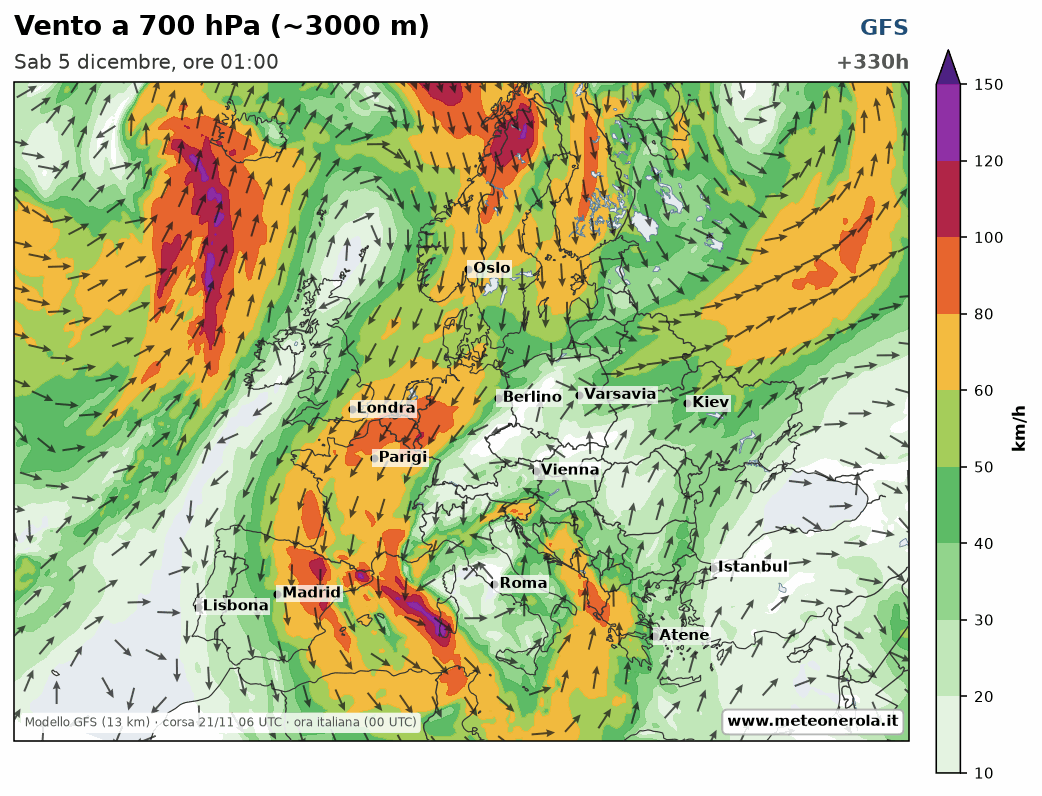 Vento a 700 hPa (~3000 m)
GFS
Sab 5 dicembre, ore 01:00
+330h
150
120
100
80
60
50
40
30
20
10
km/h
Oslo
Berlino
Varsavia
Kiev
Londra
Parigi
Vienna
Istanbul
Roma
Madrid
Lisbona
Atene
Modello GFS (13 km) · corsa 21/11 06 UTC · ora italiana (00 UTC)
www.meteonerola.it